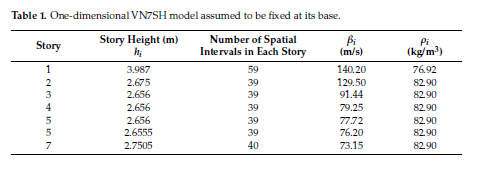 Table 1. One-dimensional VN7SH model assumed to be fixed at its base.
Story Story Height (m) hi Number of Spatial Intervals in Each Story βi (m/s) ρi (kg/m³)
1 3.987 59 140.20 76.92
2 2.675 39 129.50 82.90
3 2.656 39 91.44 82.90
4 2.656 39 79.25 82.90
5 2.656 39 77.72 82.90
5 2.6555 39 76.20 82.90
7 2.7505 40 73.15 82.90